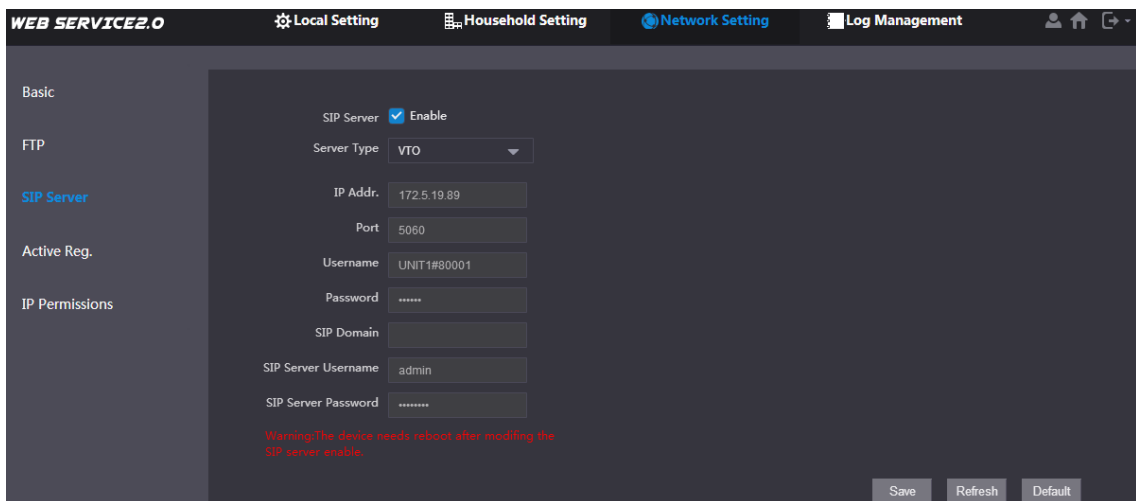 WEB SERVICE2.0
Local Setting
Household Setting
Network Setting
Log Management
Basic
FTP
SIP Server
Active Reg.
IP Permissions
SIP Server Enable
Server Type VTO
IP Addr. 172.5.19.89
Port 5060
Username UNIT1#80001
Password ••••••
SIP Domain
SIP Server Username admin
SIP Server Password ••••••••
Warning:The device needs reboot after modifing the
SIP server enable.
Save Refresh Default